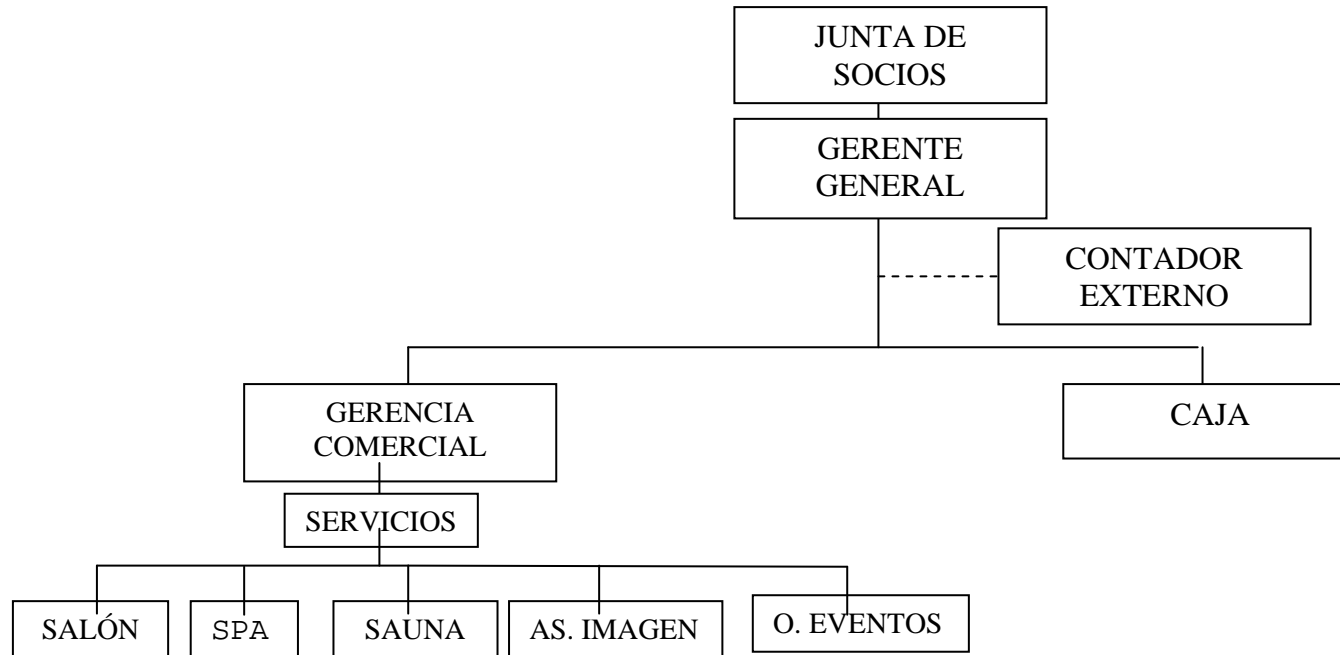 JUNTA DE
SOCIOS
GERENTE
GENERAL
CONTADOR
EXTERNO
GERENCIA
COMERCIAL
CAJA
SERVICIOS
SALÓN
SPA
SAUNA
AS. IMAGEN
O. EVENTOS